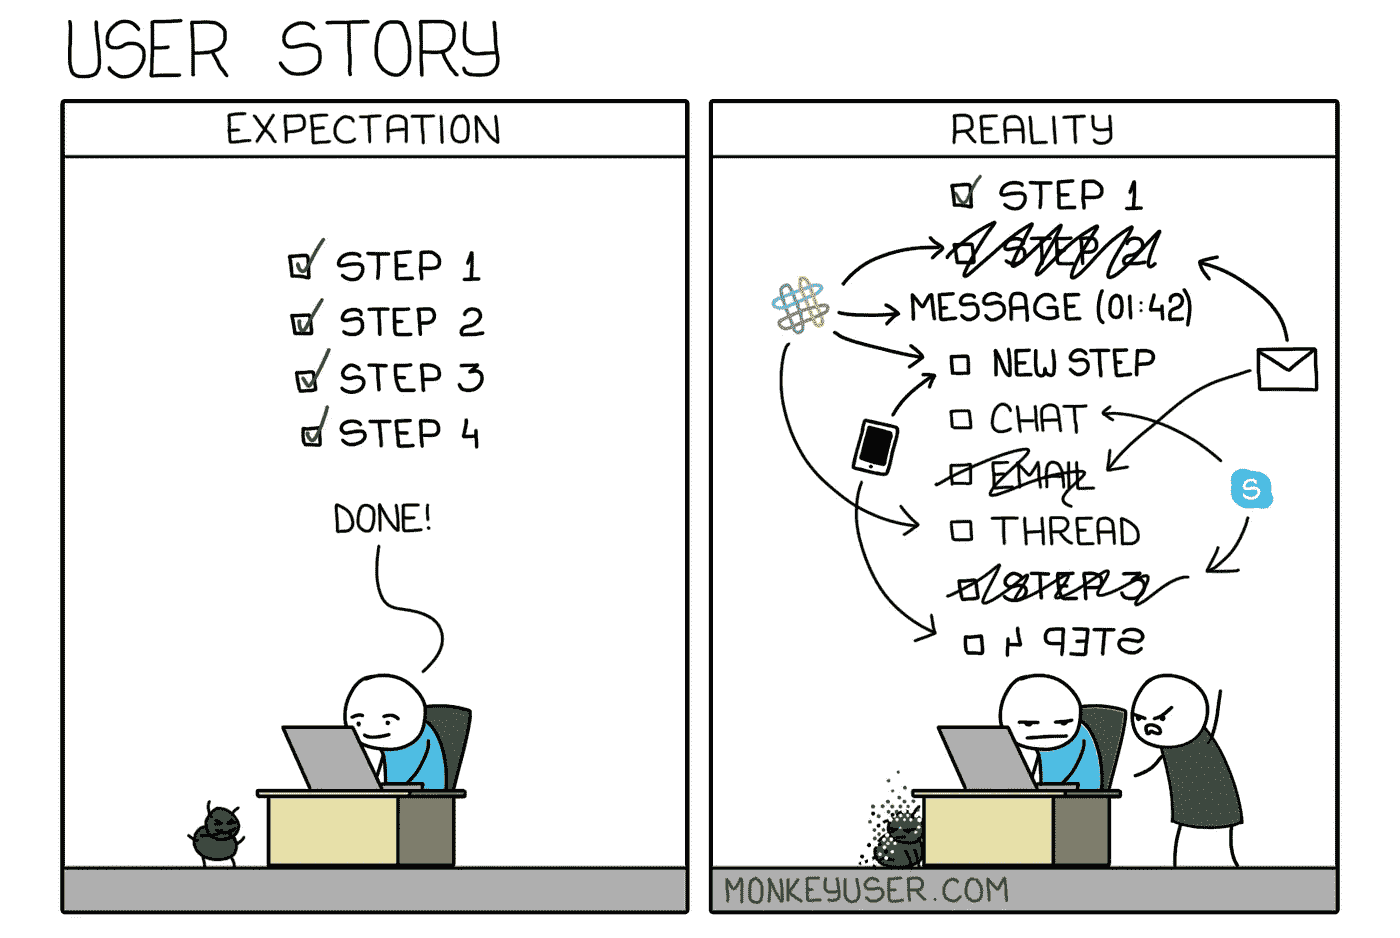 USER STORY
EXPECTATION
STEP 1
STEP 2
STEP 3
STEP 4
DONE!
REALITY
STEP 1
STEP 2
MESSAGE (01:42)
NEW STEP
CHAT
EMAIL
THREAD
STEP 3
STEP 4
S
MONKEYUSER.COM